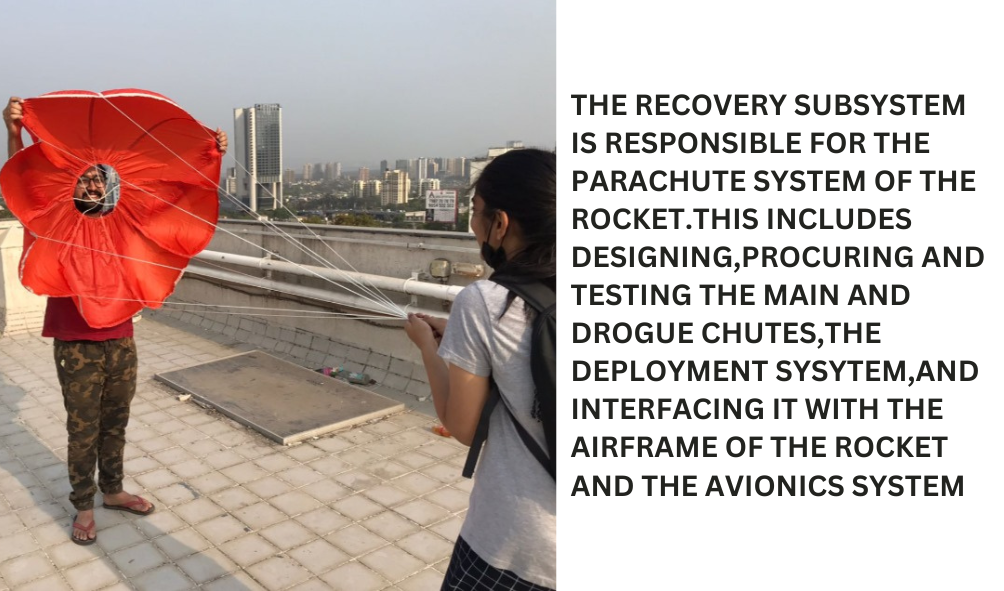 THE RECOVERY SUBSYSTEM
IS RESPONSIBLE FOR THE
PARACHUTE SYSTEM OF THE
ROCKET.THIS INCLUDES
DESIGNING,PROCURING AND
TESTING THE MAIN AND
DROGUE CHUTES,THE
DEPLOYMENT SYSYTEM,AND
INTERFACING IT WITH THE
AIRFRAME OF THE ROCKET
AND THE AVIONICS SYSTEM